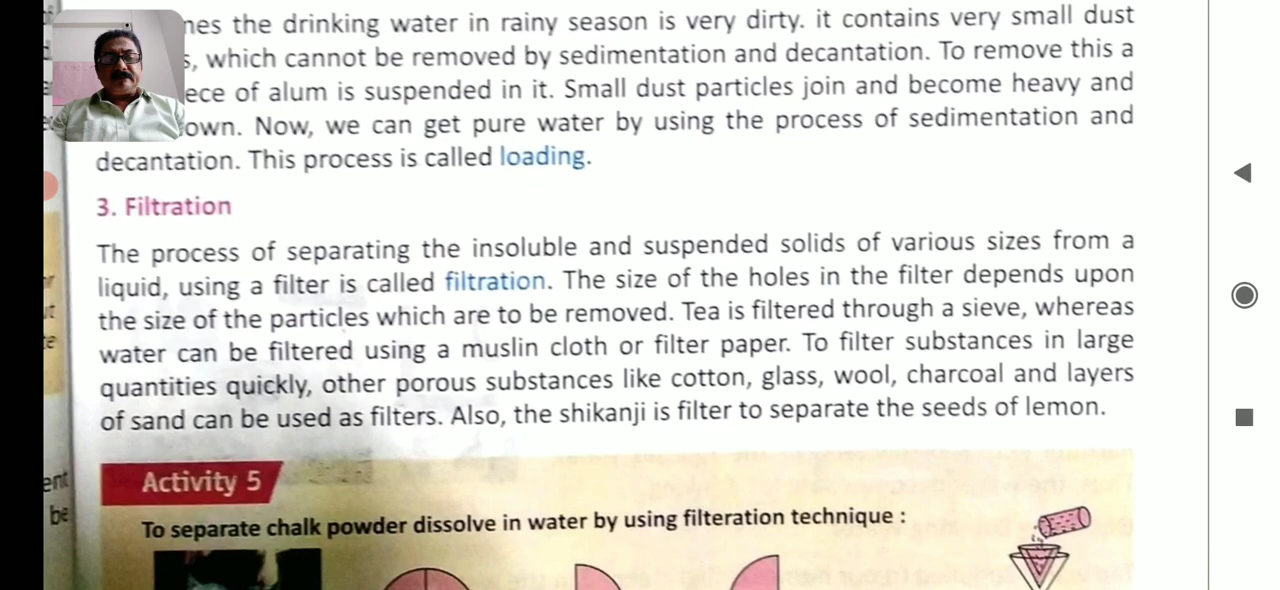 the drinking water in rainy season is very dirty. it contains very small dust
which cannot be removed by sedimentation and decantation. To remove this a
of alum is suspended in it. Small dust particles join and become heavy and
Now, we can get pure water by using the process of sedimentation and
decantation. This process is called loading.
3. Filtration
The process of separating the insoluble and suspended solids of various sizes from a
liquid, using a filter is called filtration. The size of the holes in the filter depends upon
the size of the particles which are to be removed. Tea is filtered through a sieve, whereas
water can be filtered using a muslin cloth or filter paper. To filter substances in large
quantities quickly, other porous substances like cotton, glass, wool, charcoal and layers
of sand can be used as filters. Also, the shikanji is filter to separate the seeds of lemon.
Activity 5
To separate chalk powder dissolve in water by using filteration technique :